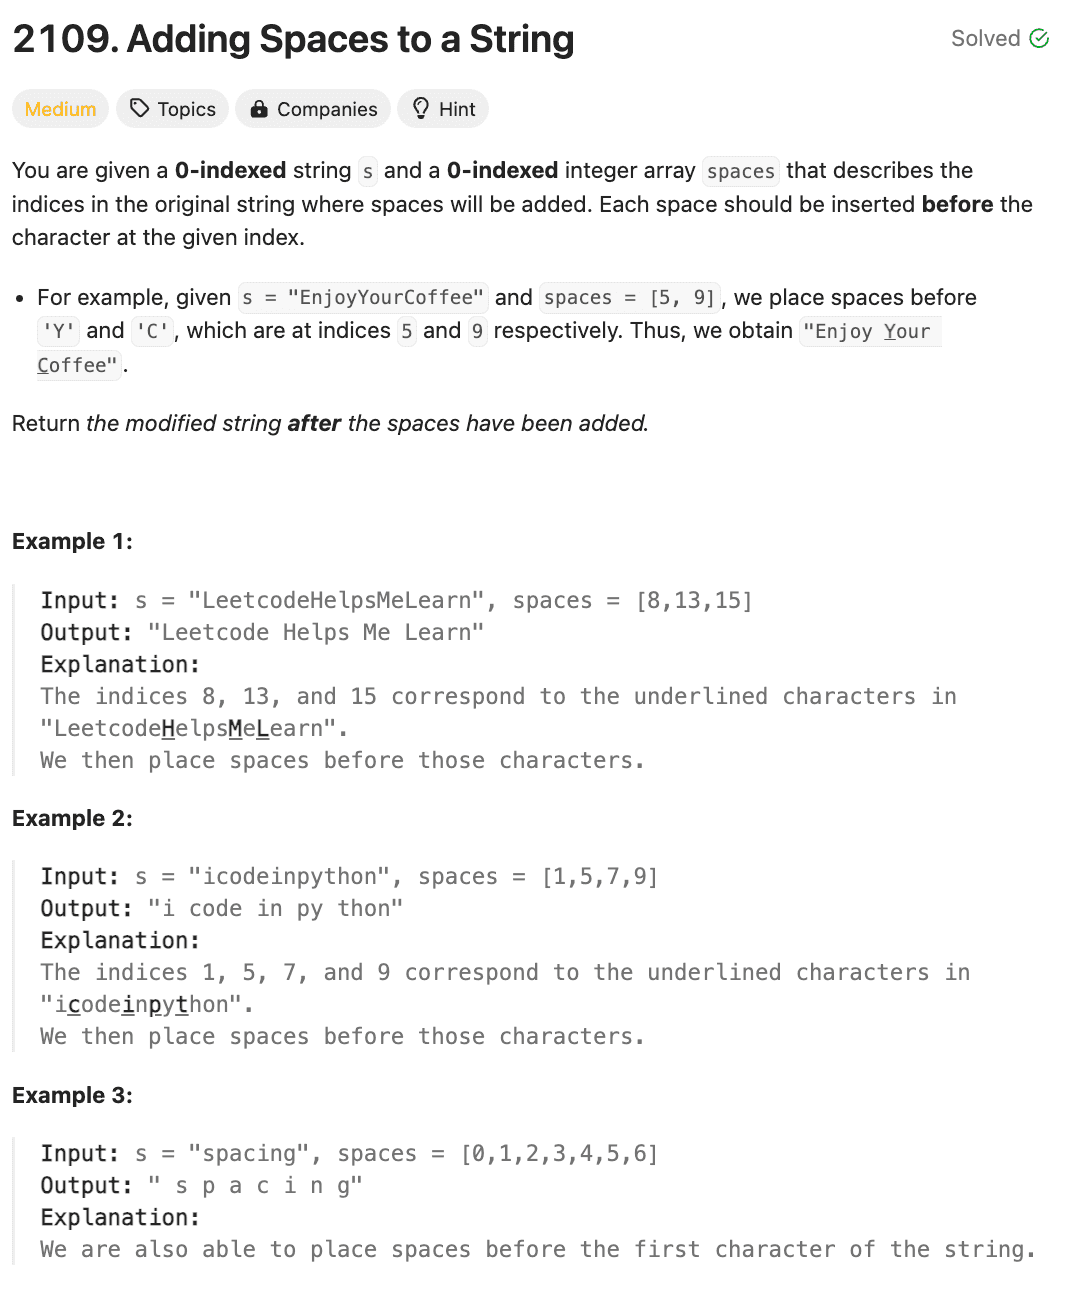 2109. Adding Spaces to a String
Solved
Medium
Topics
Companies
Hint
You are given a 0-indexed string s and a 0-indexed integer array spaces that describes the
indices in the original string where spaces will be added. Each space should be inserted before the
character at the given index.
• For example, given s = "EnjoyYourCoffee" and spaces = [5, 9], we place spaces before
'Y' and 'C', which are at indices 5 and 9 respectively. Thus, we obtain "Enjoy Your
Coffee".
Return the modified string after the spaces have been added.
Example 1:
Input: s = "LeetcodeHelpsMeLearn", spaces = [8,13,15]
Output: "Leetcode Helps Me Learn"
Explanation:
The indices 8, 13, and 15 correspond to the underlined characters in
"LeetcodeHelpsMeLearn".
We then place spaces before those characters.
Example 2:
Input: s = "icodeinpython", spaces = [1,5,7,9]
Output: "i code in py thon"
Explanation:
The indices 1, 5, 7, and 9 correspond to the underlined characters in
"icodeinpython".
We then place spaces before those characters.
Example 3:
Input: s = "spacing", spaces = [0,1,2,3,4,5,6]
Output: " s p a c i n g"
Explanation:
We are also able to place spaces before the first character of the string.